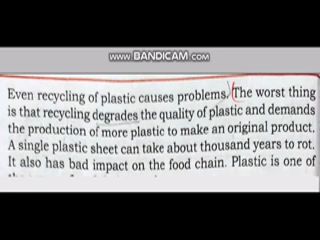 www.BANDICAM.com
Even recycling of plastic causes problems. The worst thing
is that recycling degrades the quality of plastic and demands
the production of more plastic to make an original product.
A single plastic sheet can take about thousand years to rot.
It also has bad impact on the food chain. Plastic is one of